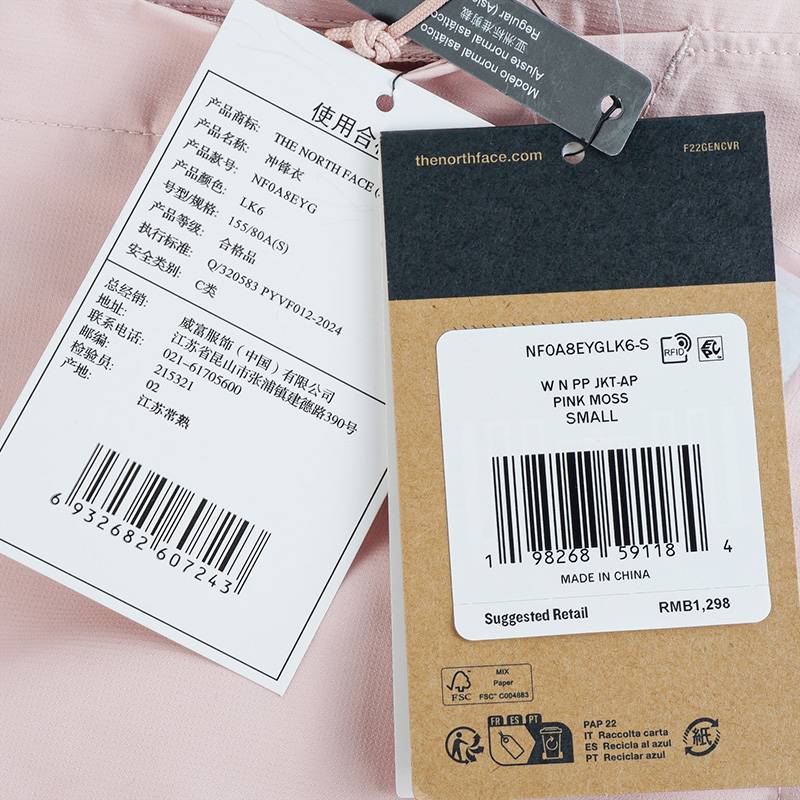 Modelo normal asiático
Ajuste normal asiático
亚洲标准剪裁
Regular (Asia
使用合格
产品商标: THE NORTH FACE (
产品名称: 冲锋衣
产品款号: NF0A8EYG
产品颜色: LK6
号型/规格: 155/80A(S)
产品等级: 合格品
执行标准: Q/320583 PYVF012-2024
安全类别: C类
总经销: 威富服饰（中国）有限公司
地址: 江苏省昆山市张浦镇建德路390号
联系电话: 021-61705600
邮编: 215321
检验员: 02
产地: 江苏常熟
6 932682 607243
thenorthface.com
F22GENCVR
NF0A8EYGLK6-S
RFID
EPC
W N PP JKT-AP
PINK MOSS
SMALL
1 98268 59118 4
MADE IN CHINA
Suggested Retail RMB1,298
FSC
MIX
Paper
FSC™ C004883
FR ES PT
PAP 22
IT Raccolta carta
ES Recicla al azul
PT Reciclar azul
紙